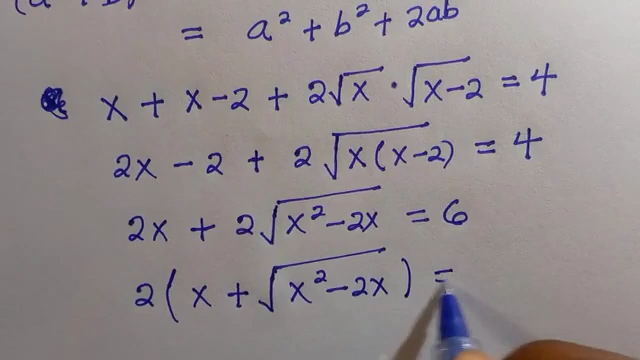 = a² + b² + 2ab
x + x - 2 + 2√x · √x-2 = 4
2x - 2 + 2√x(x-2) = 4
2x + 2√x²-2x = 6
2(x + √x²-2x) =